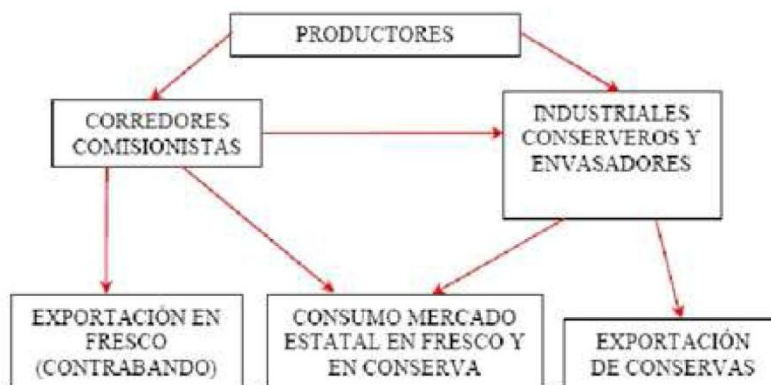 PRODUCTORES
CORREDORES
COMISIONISTAS
INDUSTRIALES
CONSERVEROS Y
ENVASADORES
EXPORTACIÓN EN
FRESCO
(CONTRABANDO)
CONSUMO MERCADO
ESTATAL EN FRESCO Y
EN CONSERVA
EXPORTACIÓN
DE CONSERVAS